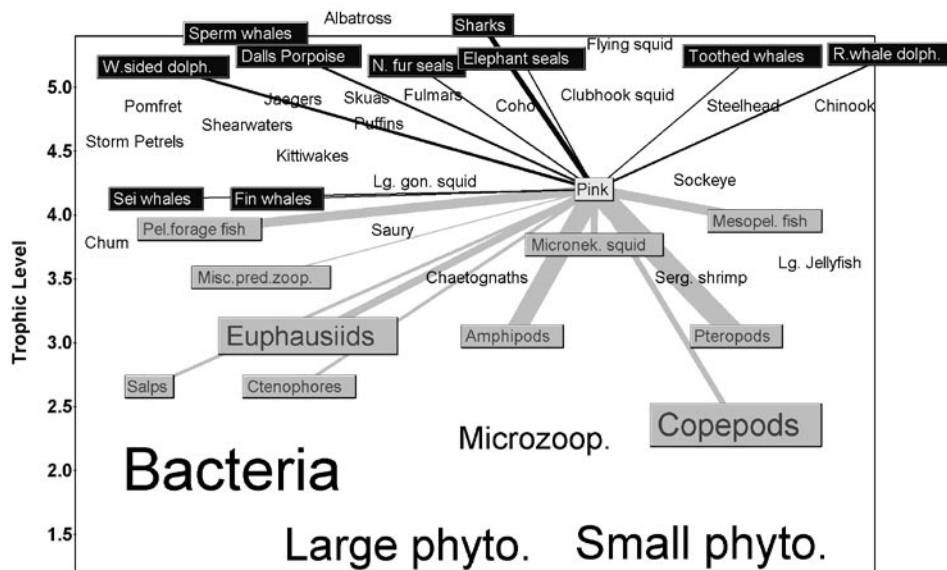 Albatross
Sharks
Sperm whales
Flying squid
Dalls Porpoise
Elephant seals
Toothed whales
R.whale dolph.
W.sided dolph.
N. fur seals
5.0
Jaegers
Skuas
Fulmars
Coho
Clubhook squid
Steelhead
Chinook
Pomfret
Shearwaters
Puffins
Storm Petrels
4.5
Kittiwakes
Lg. gon. squid
Pink
Sockeye
Sei whales
Fin whales
4.0
Pel.forage fish
Saury
Mesopel. fish
Chum
Micronek. squid
Lg. Jellyfish
3.5
Misc.pred.zoop.
Chaetognaths
Serg. shrimp
Trophic Level
3.0
Euphausiids
Amphipods
Pteropods
Salps
Ctenophores
2.5
Copepods
Microzoop.
2.0
Bacteria
1.5
Large phyto.
Small phyto.